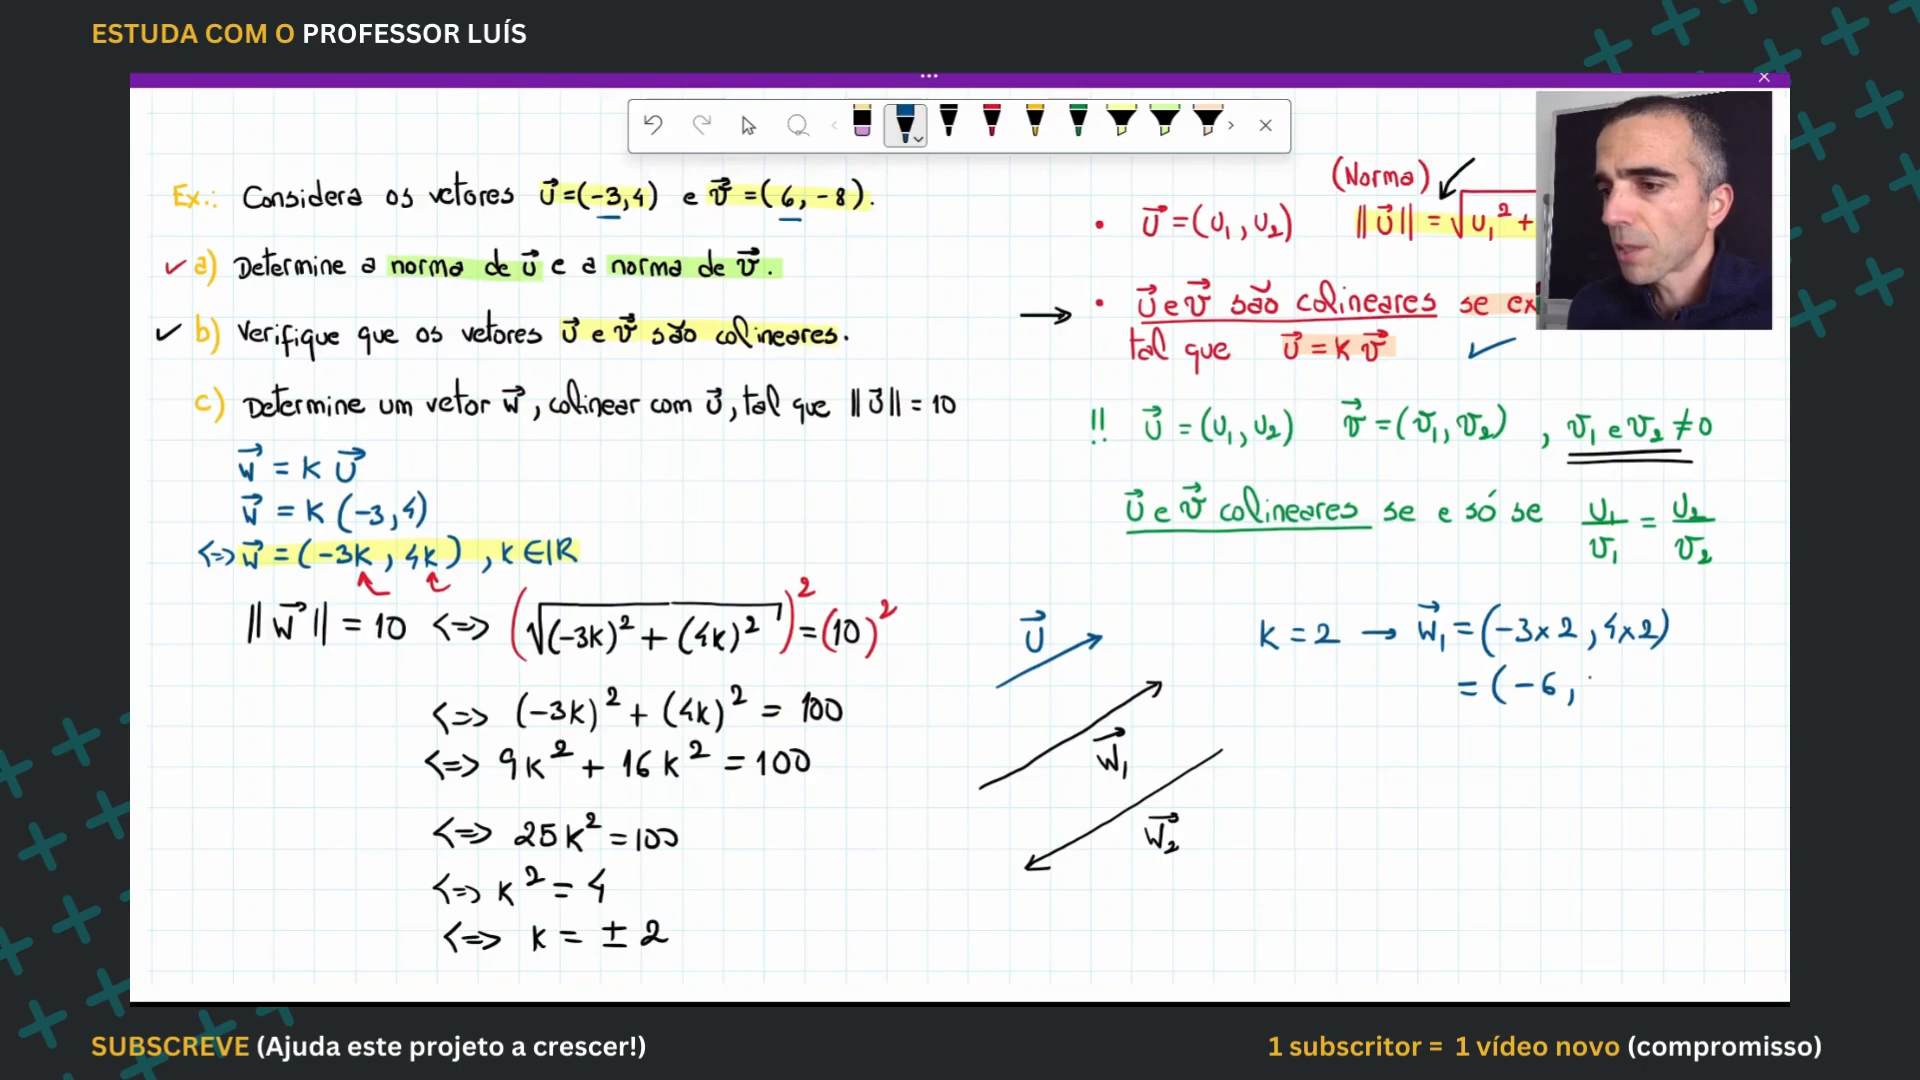 ESTUDA COM O PROFESSOR LUÍS
Ex.: Considera os vetores u⃗=(-3,4) e v⃗=(6,-8).
a) Determine a norma de u⃗ e a norma de v⃗.
b) Verifique que os vetores u⃗ e v⃗ são colineares.
c) Determine um vetor w⃗, colinear com u⃗, tal que ||u⃗|| = 10
w⃗ = k u⃗
w⃗ = k (-3,4)
<=> w⃗ = (-3k, 4k), k ∈ IR
||w⃗|| = 10 <=> (√((-3k)² + (4k)²))² = (10)²
<=> (-3k)² + (4k)² = 100
<=> 9k² + 16k² = 100
<=> 25k² = 100
<=> k² = 4
<=> k = ± 2
(Norma)
• u⃗ = (u₁, u₂) ||u⃗|| = √u₁² +
• u⃗ e v⃗ são colineares se ex
tal que u⃗ = k v⃗
!! u⃗ = (u₁, u₂) v⃗ = (v₁, v₂), v₁ e v₂ ≠ 0
u⃗ e v⃗ colineares se e só se u₁/v₁ = u₂/v₂
u⃗
w⃗₁
w⃗₂
k = 2 → w⃗₁ = (-3x2, 4x2)
= (-6,
SUBSCREVE (Ajuda este projeto a crescer!)
1 subscritor = 1 vídeo novo (compromisso)